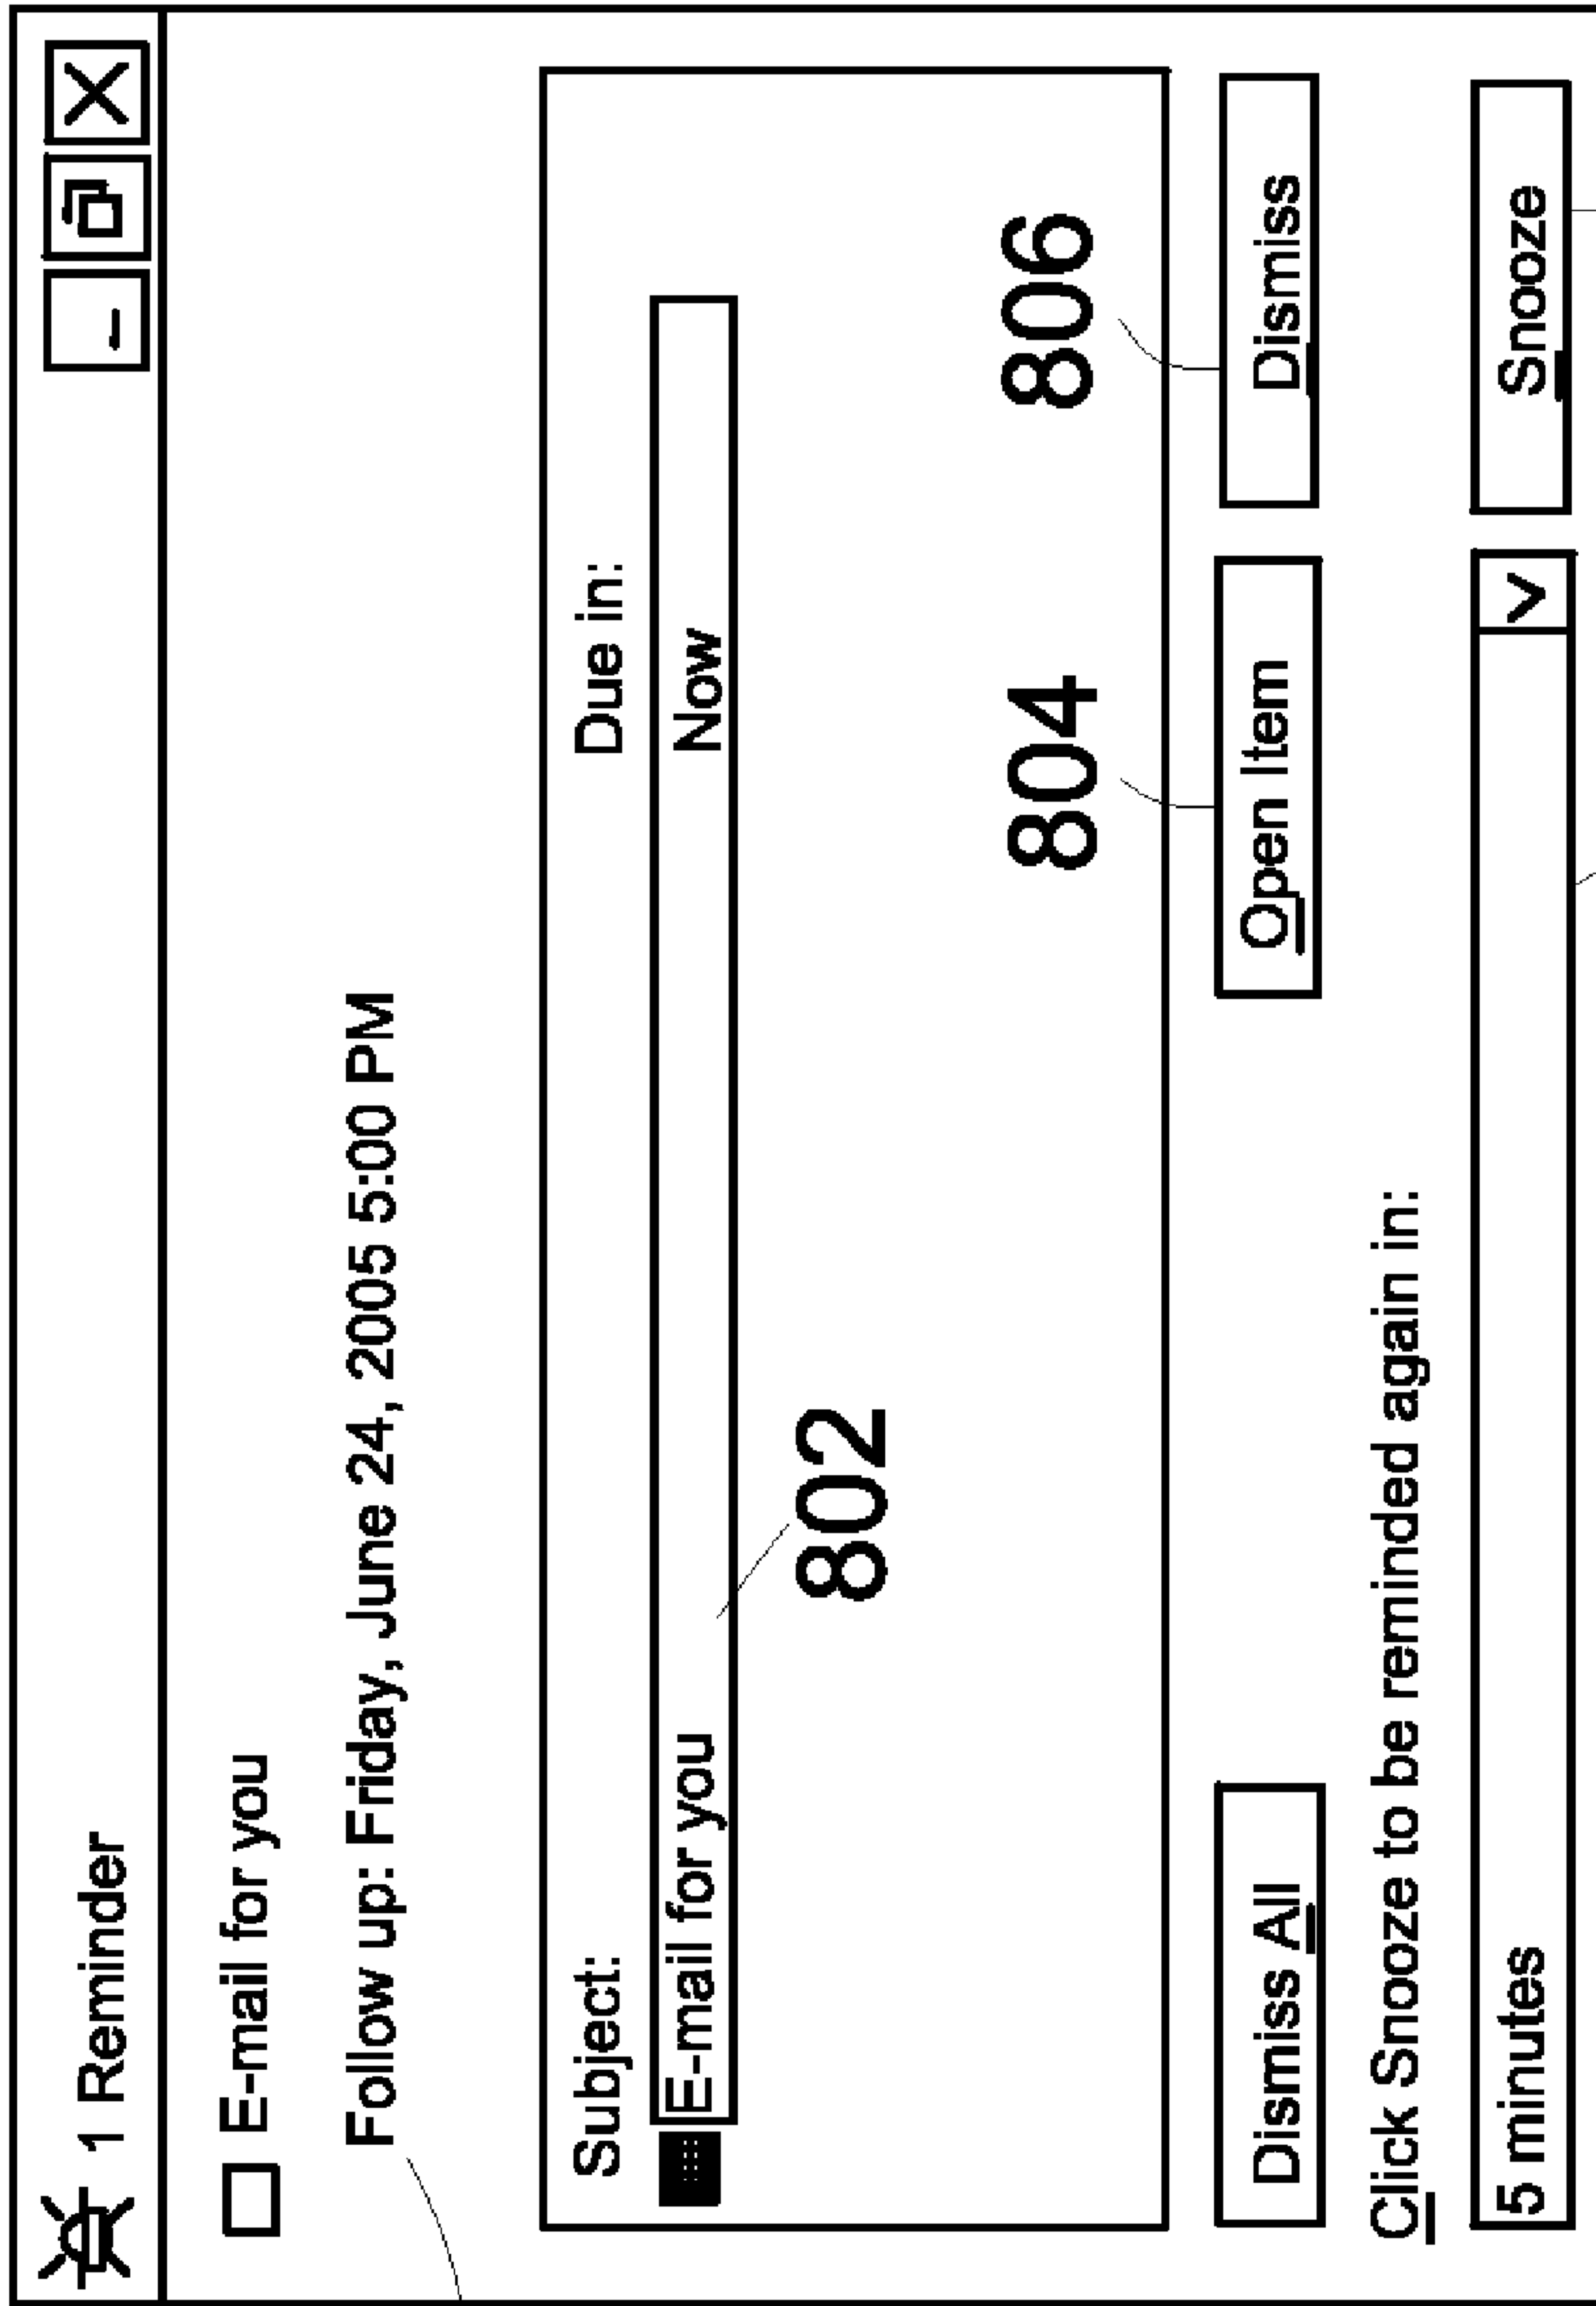 1 Reminder
E-mail for you
Follow up: Friday, June 24, 2005 5:00 PM
Subject: Due in:
E-mail for you Now
802
804 806
Dismiss All Open Item Dismiss
Click Snooze to be reminded again in:
5 minutes Snooze